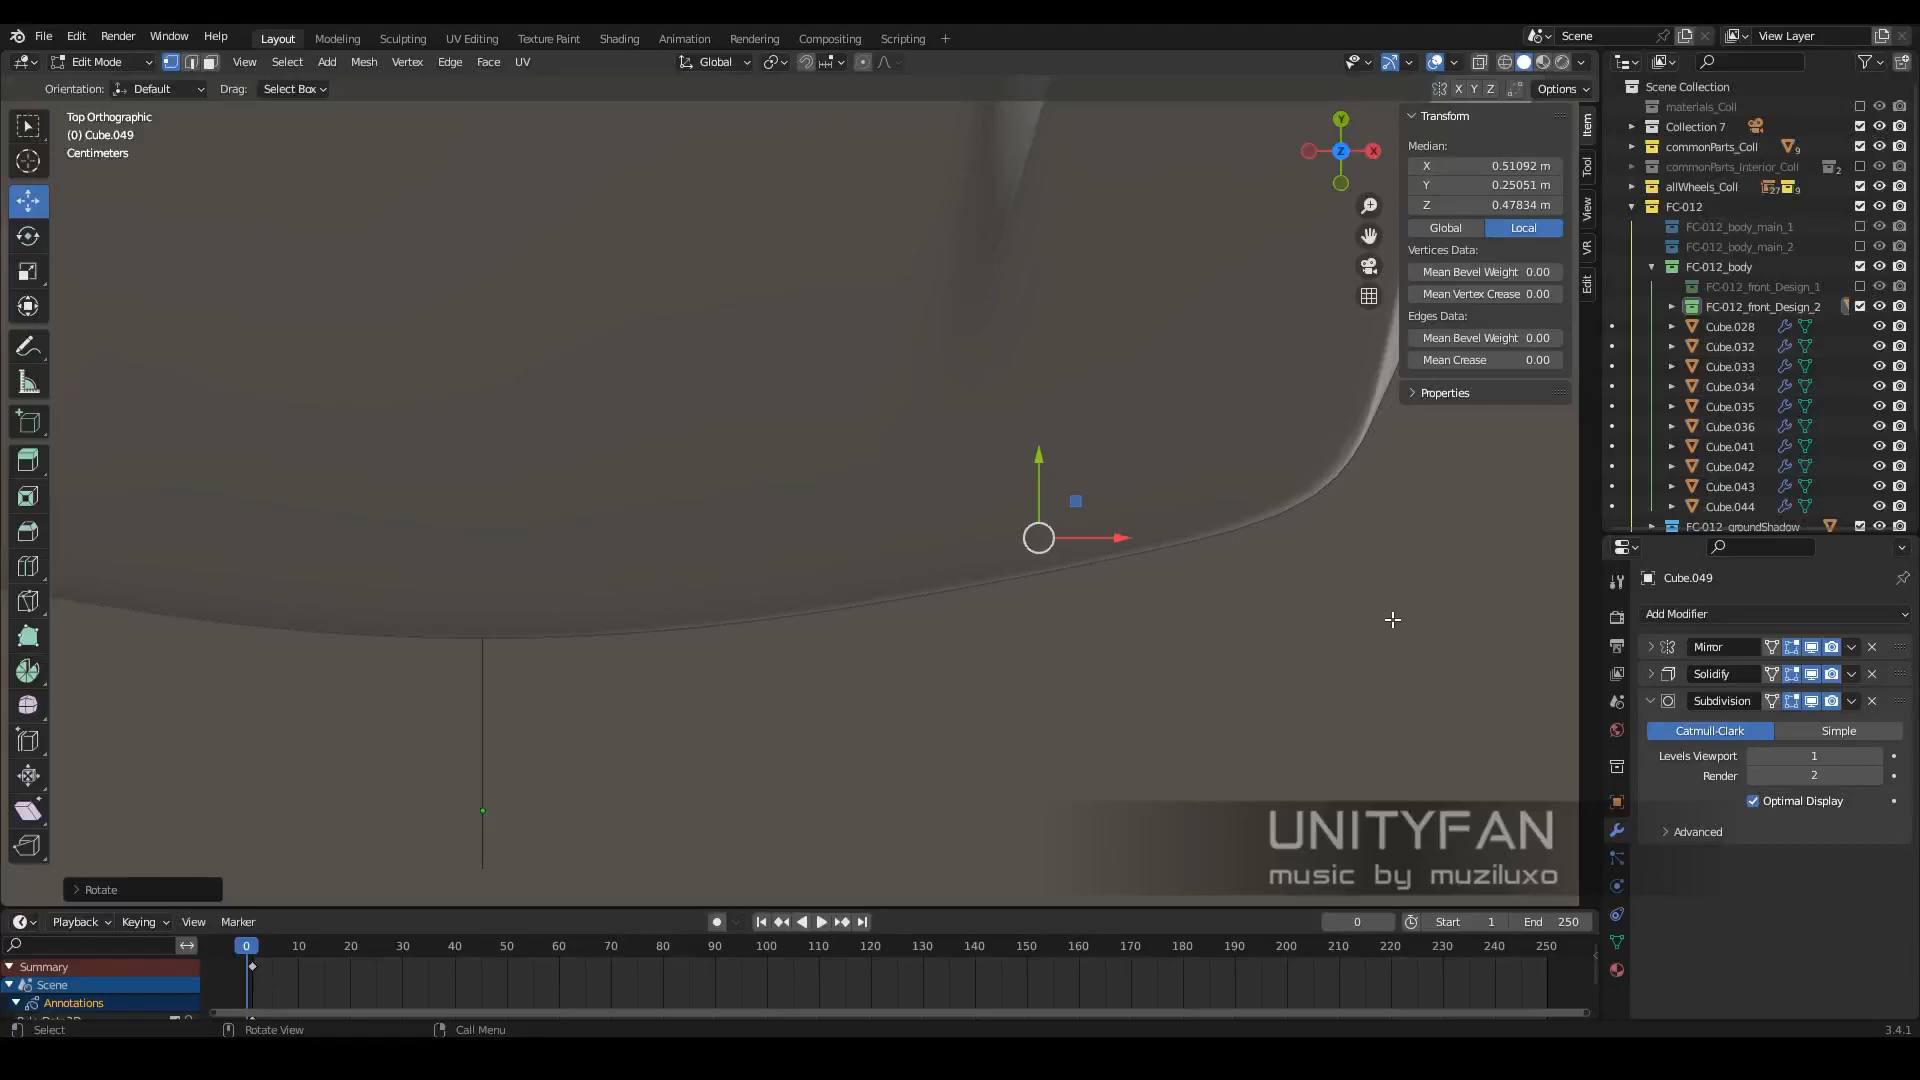 File Edit Render Window Help Layout Modeling Sculpting UV Editing Texture Paint Shading Animation Rendering Compositing Scripting + Scene View Layer
Edit Mode View Select Add Mesh Vertex Edge Face UV Global
Orientation: Default Drag: Select Box X Y Z Options
Top Orthographic
(0) Cube.049
Centimeters
Y
X
Z
Transform
Median:
X 0.51092 m
Y 0.25051 m
Z 0.47834 m
Global Local
Vertices Data:
Mean Bevel Weight 0.00
Mean Vertex Crease 0.00
Edges Data:
Mean Bevel Weight 0.00
Mean Crease 0.00
Properties
Item
Tool
View
VR
Edit
Scene Collection
materials_Coll
Collection 7
commonParts_Coll 9
commonParts_Interior_Coll 2
allWheels_Coll 27 9
FC-012
FC-012_body_main_1
FC-012_body_main_2
FC-012_body
FC-012_front_Design_1
FC-012_front_Design_2
Cube.028
Cube.032
Cube.033
Cube.034
Cube.035
Cube.036
Cube.041
Cube.042
Cube.043
Cube.044
FC-012_groundShadow
Cube.049
Add Modifier
Mirror
Solidify
Subdivision
Catmull-Clark Simple
Levels Viewport 1
Render 2
Optimal Display
Advanced
UNITYFAN
music by muziluxo
Rotate
Playback Keying View Marker 0 Start 1 End 250
0 10 20 30 40 50 60 70 80 90 100 110 120 130 140 150 160 170 180 190 200 210 220 230 240 250
Summary
Scene
Annotations
Select Rotate View Call Menu 3.4.1